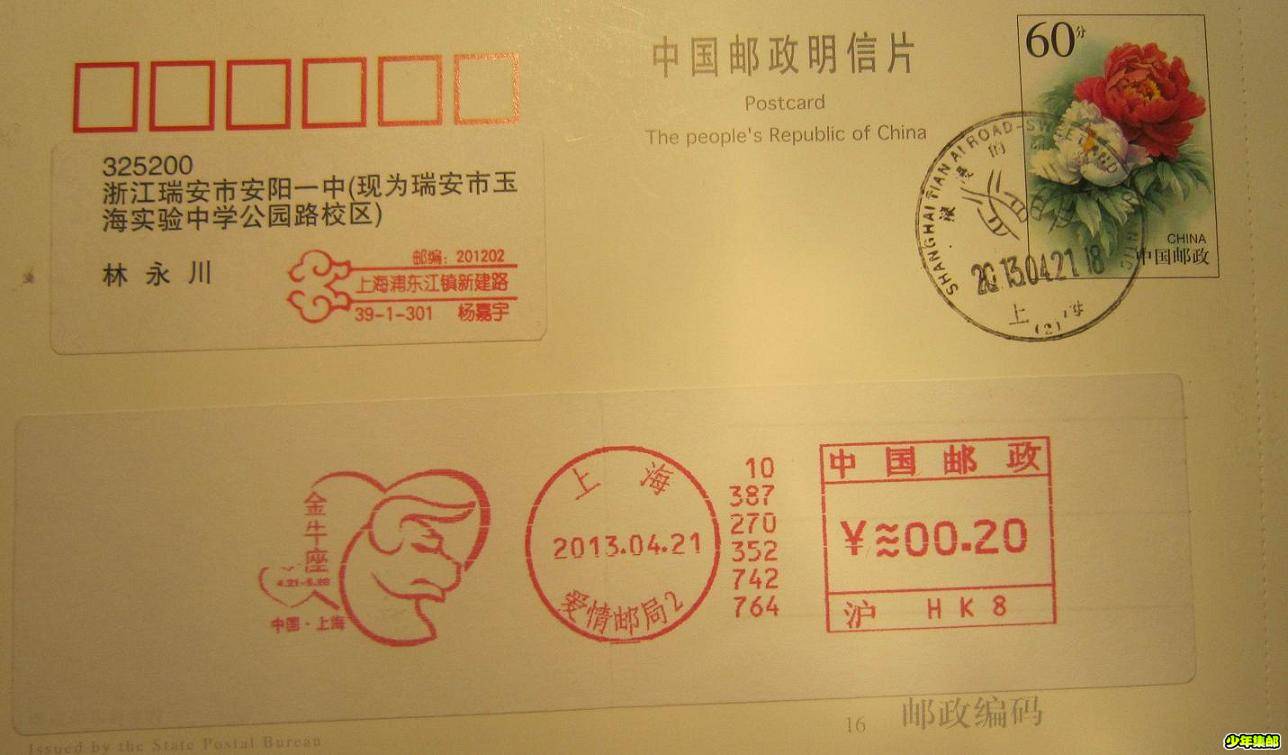 中国邮政明信片
Postcard
The people's Republic of China
60分
CHINA
中国邮政
SHANGHAI TIAN AI ROAD-SWEET
2013.04.21 18
上
(2)
325200
浙江瑞安市安阳一中(现为瑞安市玉
海实验中学公园路校区)
林永川
邮编: 201202
上海浦东江镇新建路
39-1-301 杨嘉宇
金牛座
4.21-5.20
中国·上海
上海
2013.04.21
爱情邮局2
10
387
270
352
742
764
中国邮政
¥≈00.20
沪 HK8
Issued by the State Postal Bureau
16
邮政编码
少年集邮